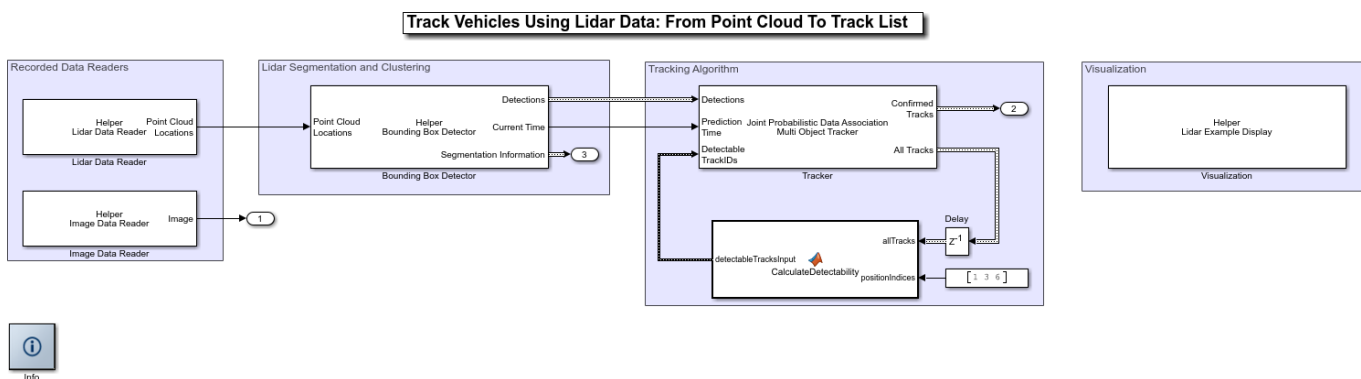 Track Vehicles Using Lidar Data: From Point Cloud To Track List
Recorded Data Readers
Helper
Lidar Data Reader
Point Cloud
Locations
Lidar Data Reader
Helper
Image Data Reader
Image
Image Data Reader
1
Lidar Segmentation and Clustering
Point Cloud
Locations
Helper
Bounding Box Detector
Detections
Current Time
Segmentation Information
Bounding Box Detector
3
Tracking Algorithm
Detections
Prediction
Time
Detectable
TrackIDs
Joint Probabilistic Data Association
Multi Object Tracker
Confirmed
Tracks
All Tracks
Tracker
2
Delay
Z-1
detectableTracksInput
CalculateDetectability
allTracks
positionIndices
[1 3 6]
Visualization
Helper
Lidar Example Display
Visualization
Info